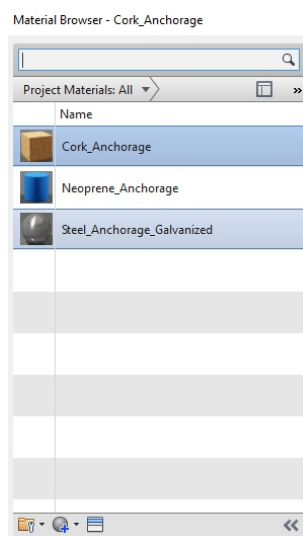 Material Browser - Cork_Anchorage
Project Materials: All
»
Name
Cork_Anchorage
Neoprene_Anchorage
Steel_Anchorage_Galvanized